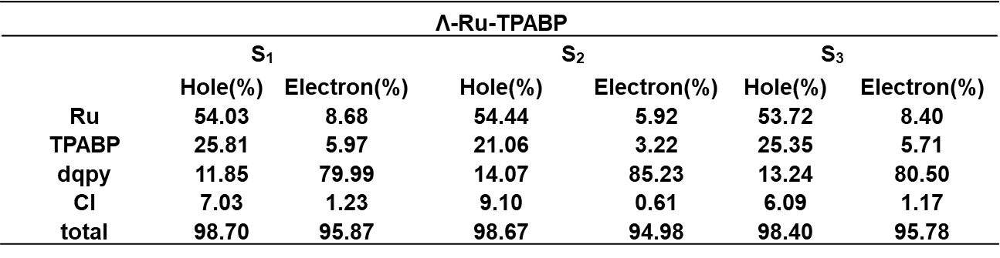 Λ-Ru-TPABP
S₁ S₂ S₃
Hole(%) Electron(%) Hole(%) Electron(%) Hole(%) Electron(%)
Ru 54.03 8.68 54.44 5.92 53.72 8.40
TPABP 25.81 5.97 21.06 3.22 25.35 5.71
dqpy 11.85 79.99 14.07 85.23 13.24 80.50
Cl 7.03 1.23 9.10 0.61 6.09 1.17
total 98.70 95.87 98.67 94.98 98.40 95.78